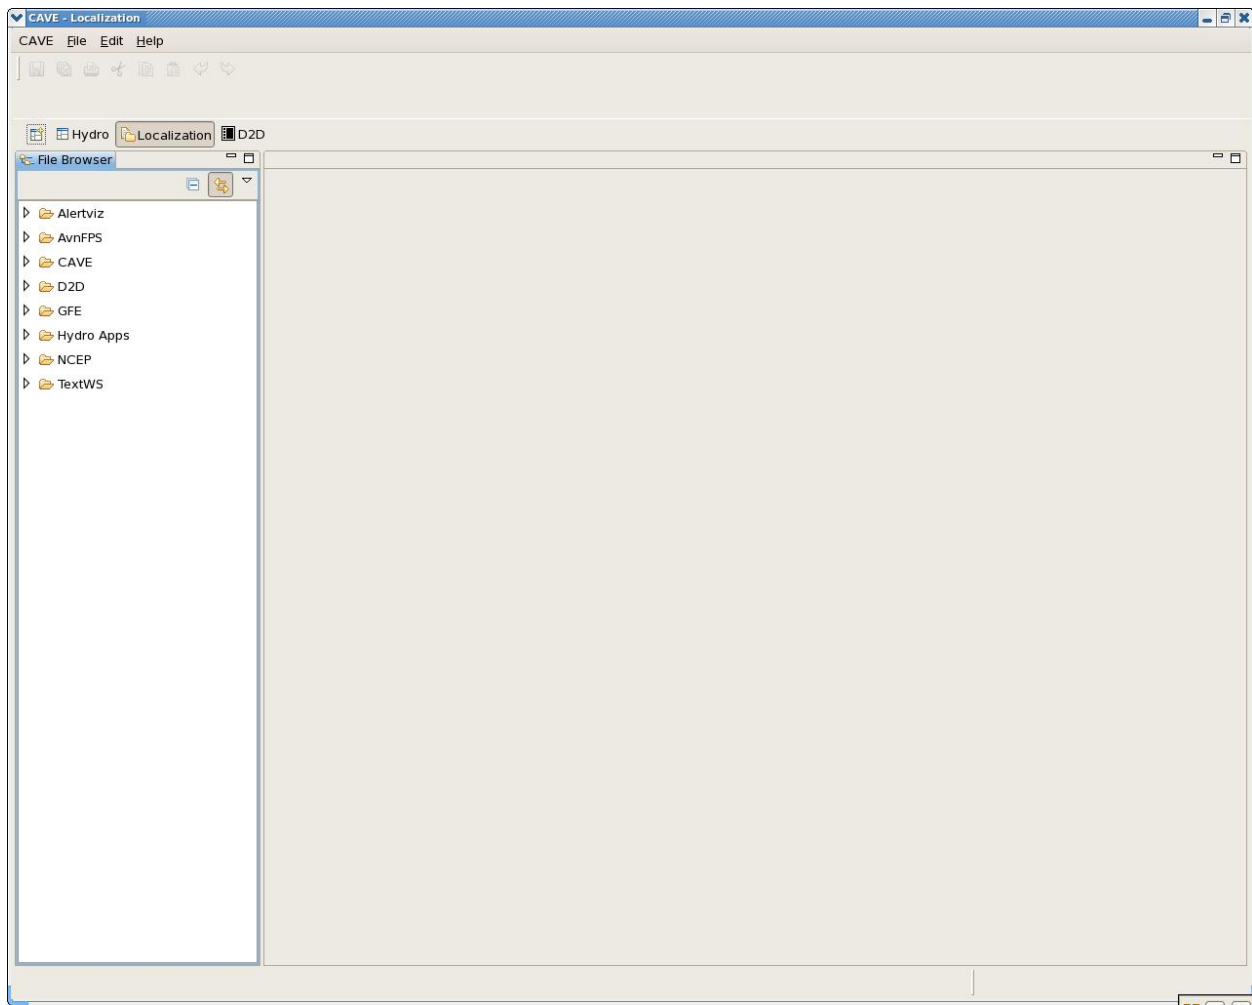 CAVE - Localization
CAVE File Edit Help
Hydro Localization D2D
File Browser
Alertviz
AvnFPS
CAVE
D2D
GFE
Hydro Apps
NCEP
TextWS